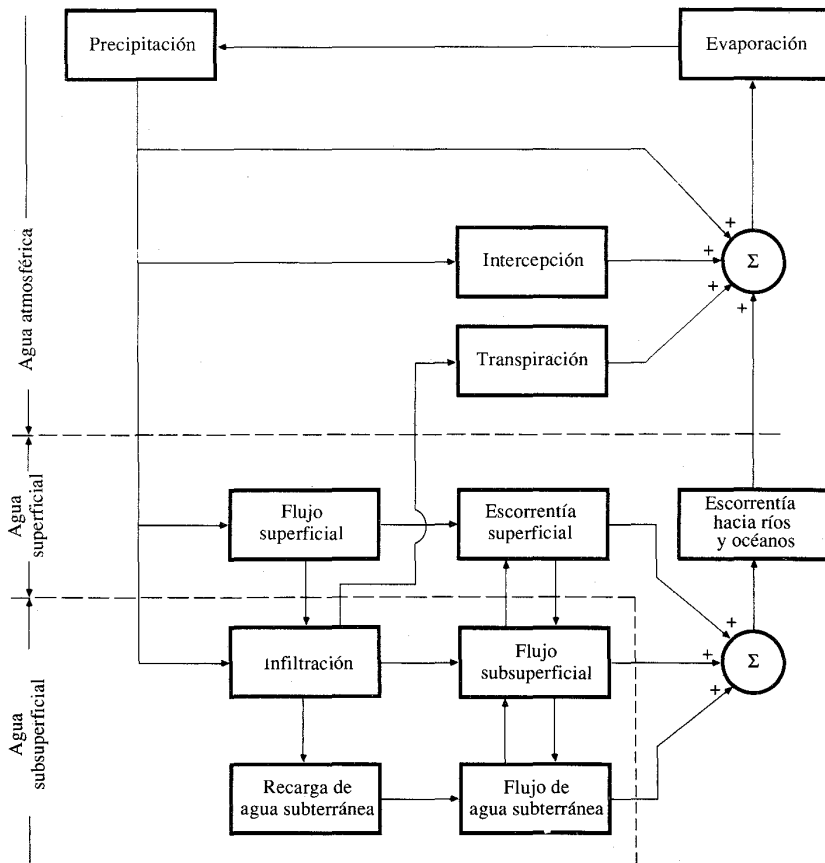 Precipitación
Evaporación
+
Intercepción
+
Σ
+
+
Transpiración
Agua atmosférica
Flujo
superficial
Escorrentía
superficial
Escorrentía
hacia ríos
y océanos
Agua
superficial
+
Infiltración
Flujo
subsuperficial
+
Σ
+
Agua
subsuperficial
Recarga de
agua subterránea
Flujo de
agua subterránea